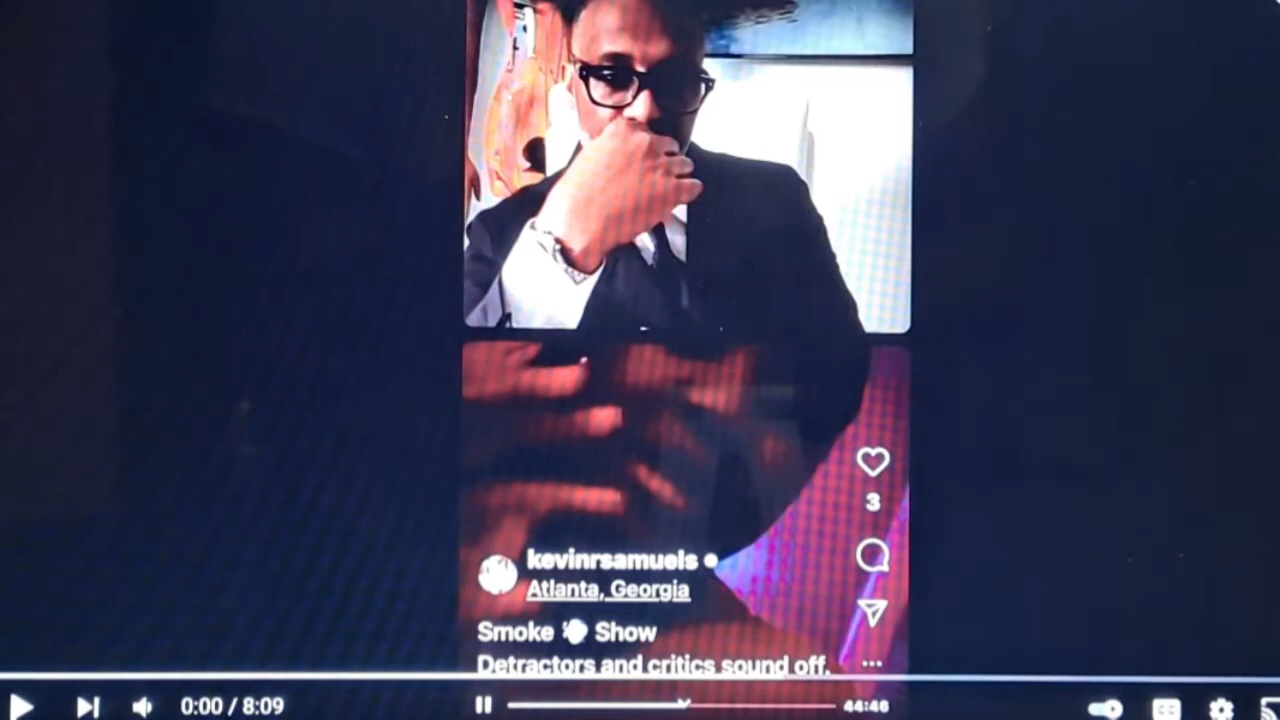 3
kevinrsamuels
Atlanta, Georgia
Smoke Show
Detractors and critics sound off.
0:00 / 8:09
44:46